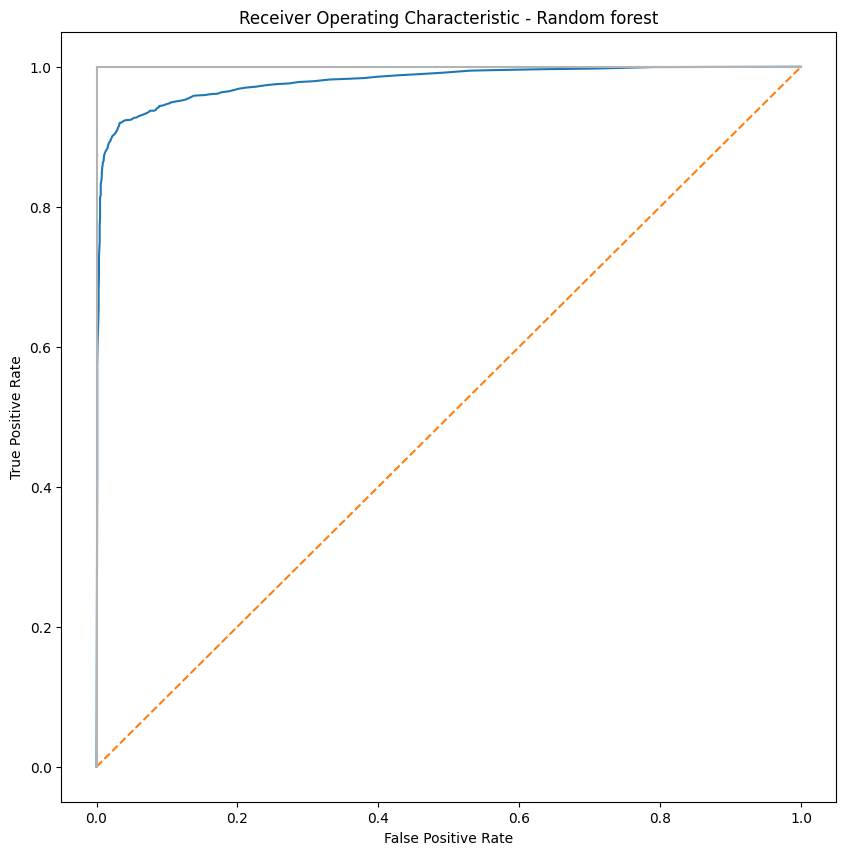 Receiver Operating Characteristic - Random forest
1.0
0.8
0.6
0.4
0.2
0.0
True Positive Rate
0.0 0.2 0.4 0.6 0.8 1.0
False Positive Rate